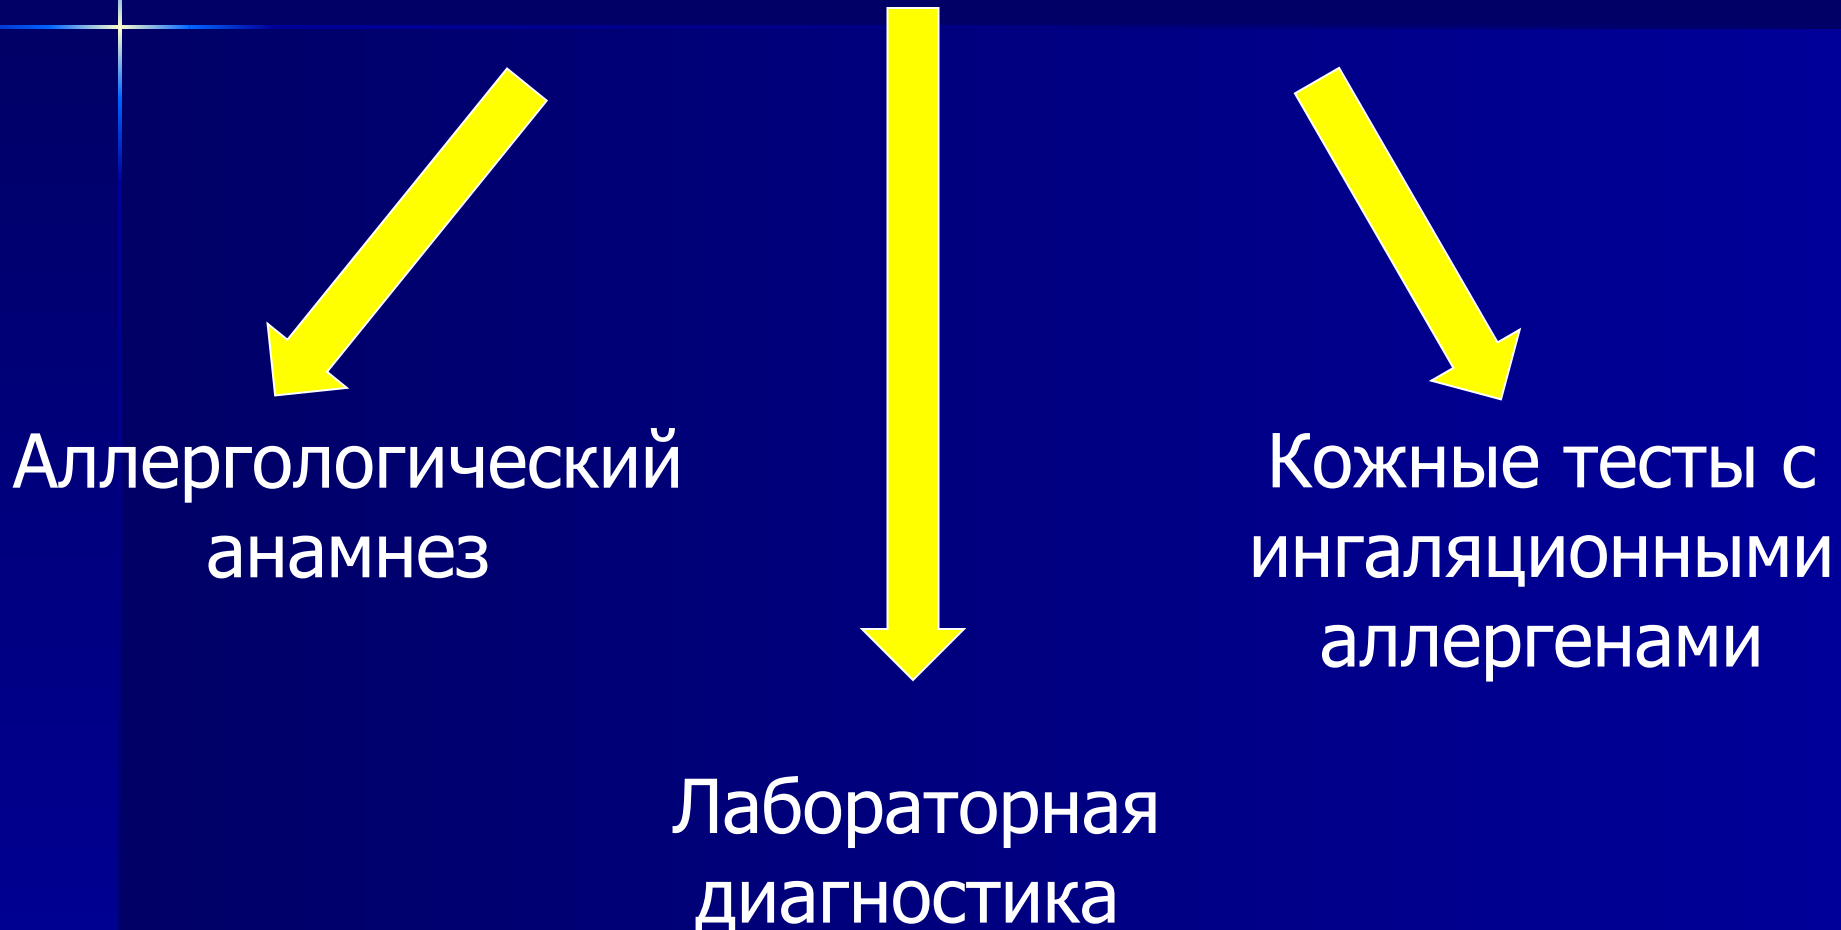 Аллергологический
анамнез
Кожные тесты с
ингаляционными
аллергенами
Лабораторная
диагностика